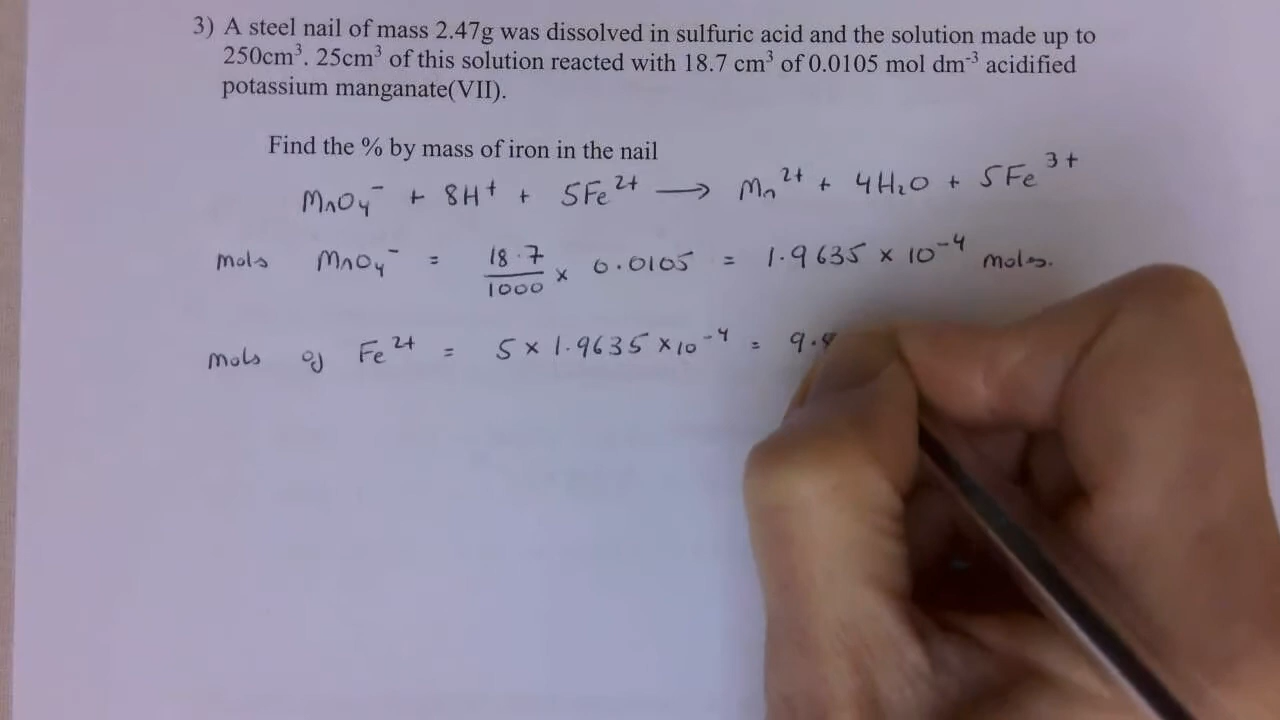 3) A steel nail of mass 2.47g was dissolved in sulfuric acid and the solution made up to
250cm³. 25cm³ of this solution reacted with 18.7 cm³ of 0.0105 mol dm⁻³ acidified
potassium manganate(VII).
Find the % by mass of iron in the nail
MnO₄⁻ + 8H⁺ + 5Fe²⁺ → Mn²⁺ + 4H₂O + 5Fe³⁺
mols MnO₄⁻ = 18.7/1000 × 0.0105 = 1.9635 × 10⁻⁴ moles.
mols of Fe²⁺ = 5 × 1.9635 × 10⁻⁴ = 9.